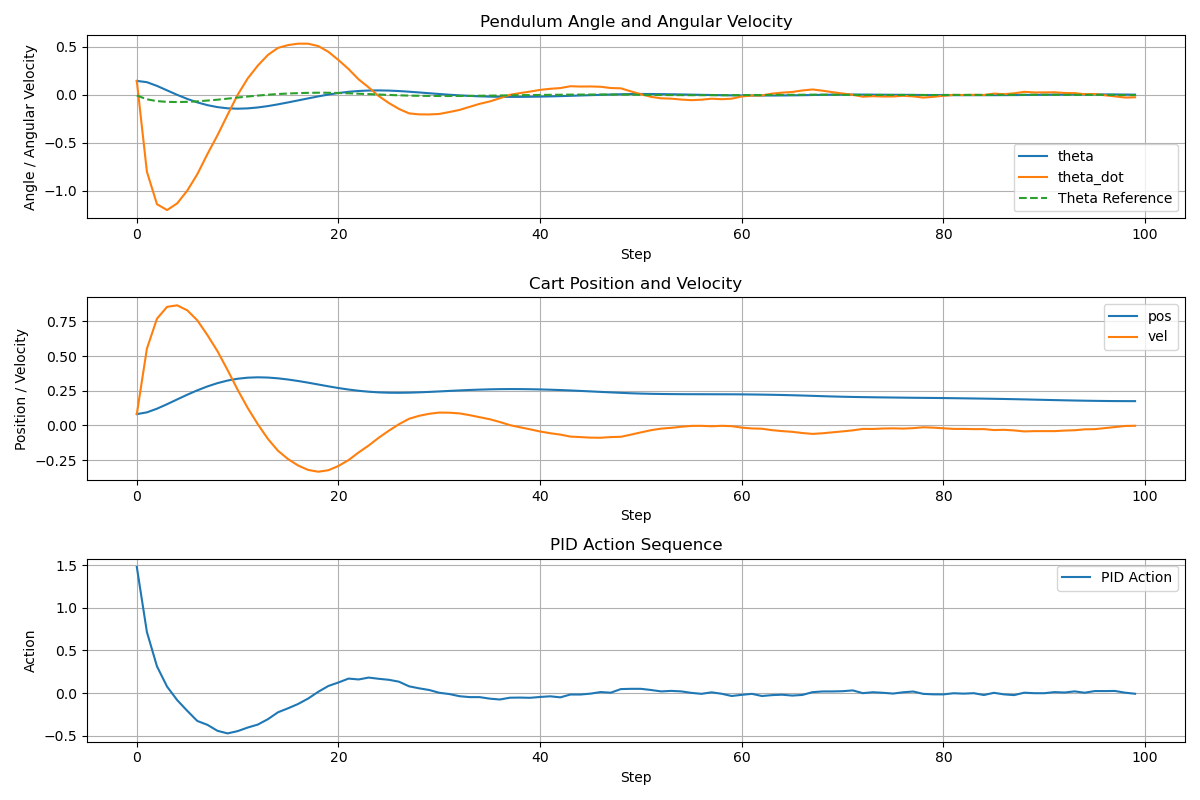 Pendulum Angle and Angular Velocity
Angle / Angular Velocity
0.5
0.0
−0.5
−1.0
theta
theta_dot
Theta Reference
0 20 40 60 80 100
Step
Cart Position and Velocity
Position / Velocity
0.75
0.50
0.25
0.00
−0.25
pos
vel
0 20 40 60 80 100
Step
PID Action Sequence
Action
1.5
1.0
0.5
0.0
−0.5
PID Action
0 20 40 60 80 100
Step